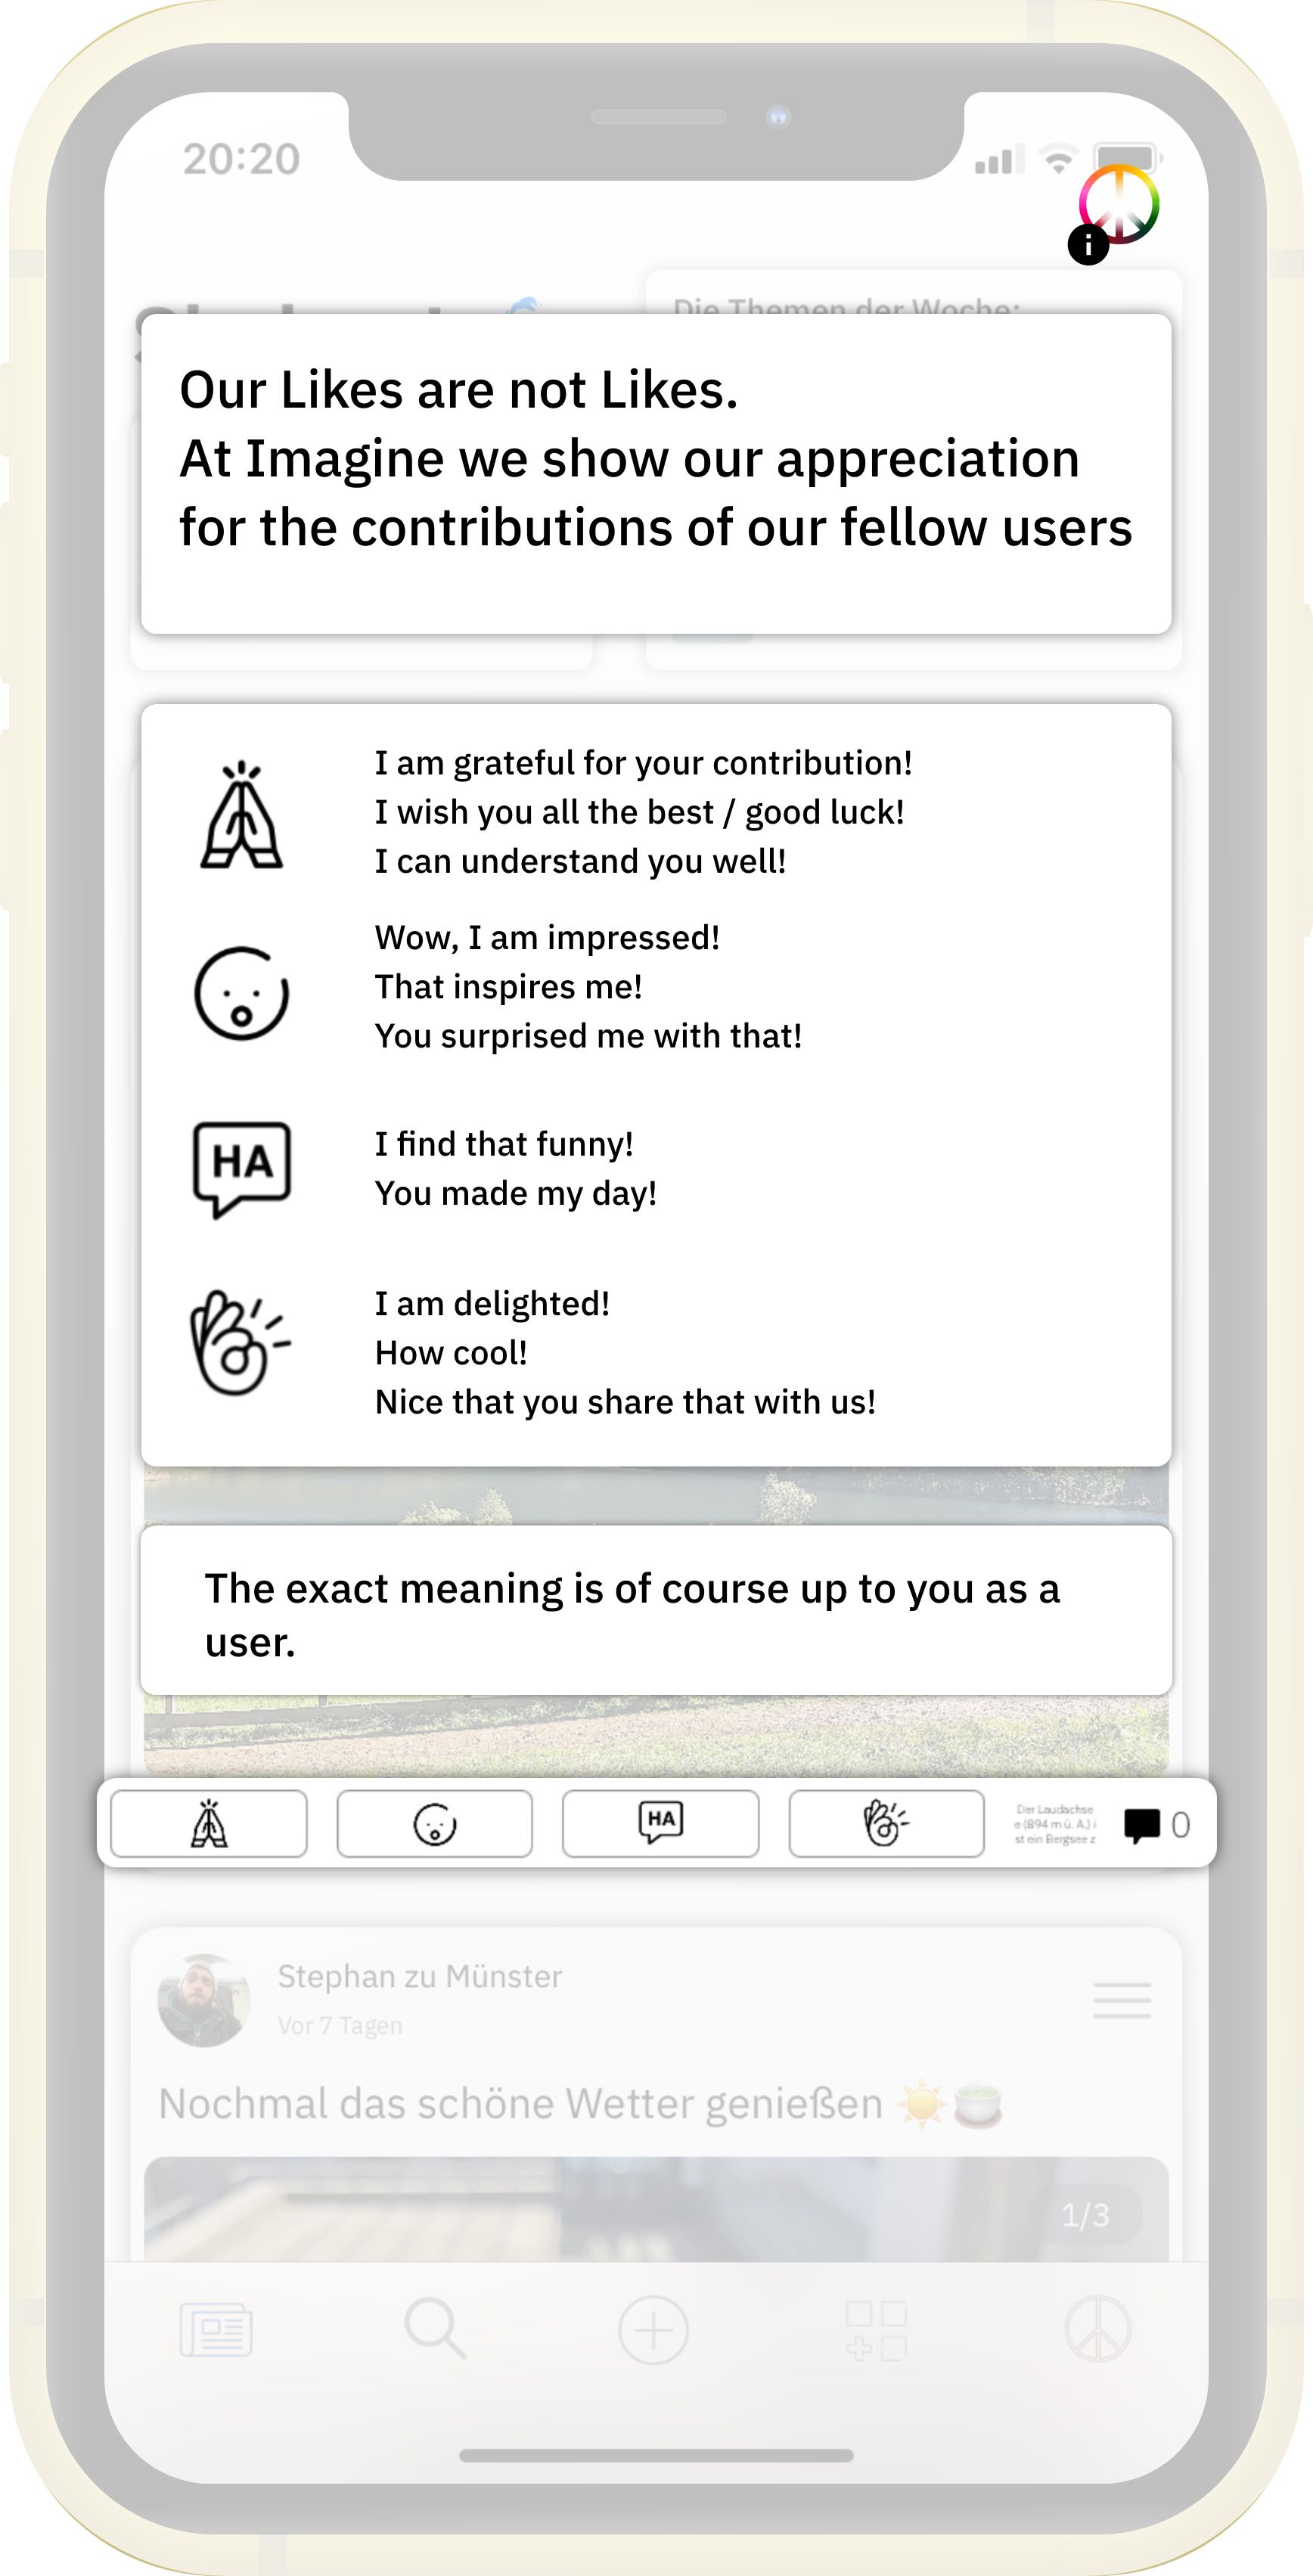 20:20
i
Die Themen der Woche:
Our Likes are not Likes.
At Imagine we show our appreciation
for the contributions of our fellow users
I am grateful for your contribution!
I wish you all the best / good luck!
I can understand you well!
Wow, I am impressed!
That inspires me!
You surprised me with that!
HA
I find that funny!
You made my day!
I am delighted!
How cool!
Nice that you share that with us!
The exact meaning is of course up to you as a
user.
HA
Der Laudachse
e (894 m ü. A.) i
st ein Bergsee z
0
Stephan zu Münster
Vor 7 Tagen
Nochmal das schöne Wetter genießen ☀️🍵
1/3